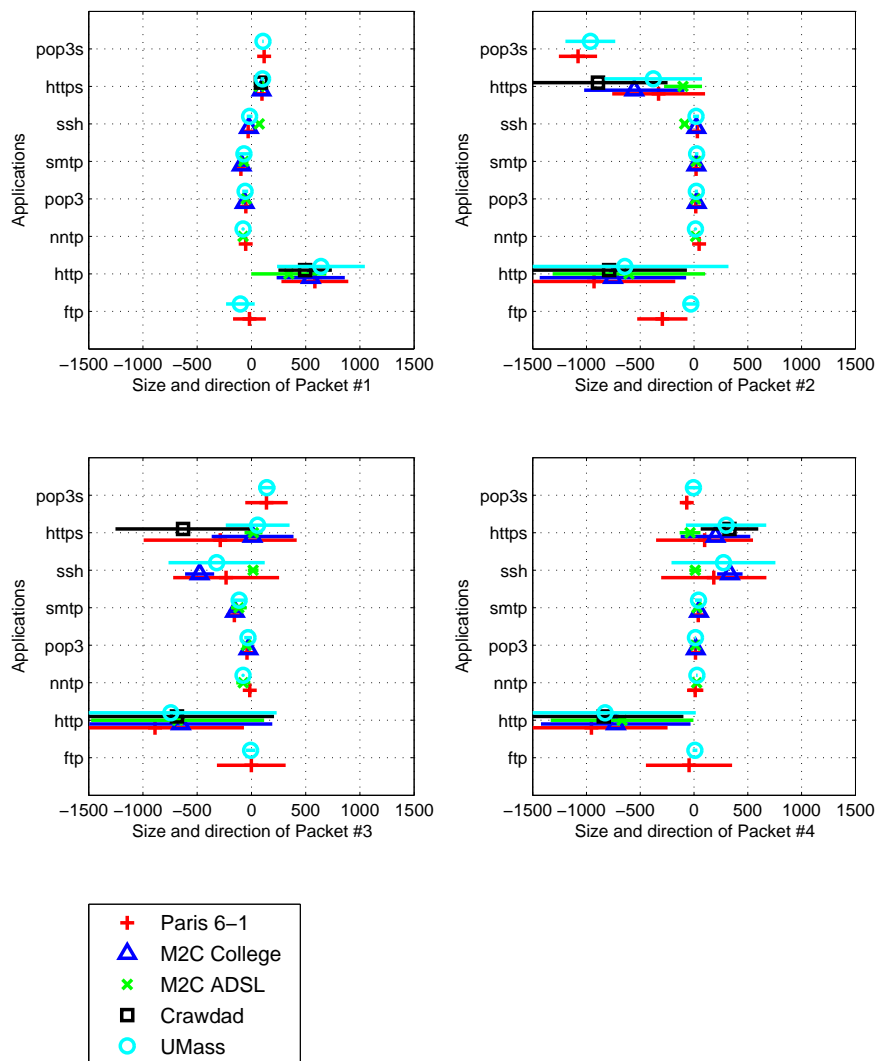 pop3s
https
ssh
smtp
pop3
nntp
http
ftp
Applications
−1500 −1000 −500 0 500 1000 1500
Size and direction of Packet #1
pop3s
https
ssh
smtp
pop3
nntp
http
ftp
Applications
−1500 −1000 −500 0 500 1000 1500
Size and direction of Packet #2
pop3s
https
ssh
smtp
pop3
nntp
http
ftp
Applications
−1500 −1000 −500 0 500 1000 1500
Size and direction of Packet #3
pop3s
https
ssh
smtp
pop3
nntp
http
ftp
Applications
−1500 −1000 −500 0 500 1000 1500
Size and direction of Packet #4
Paris 6−1
M2C College
M2C ADSL
Crawdad
UMass